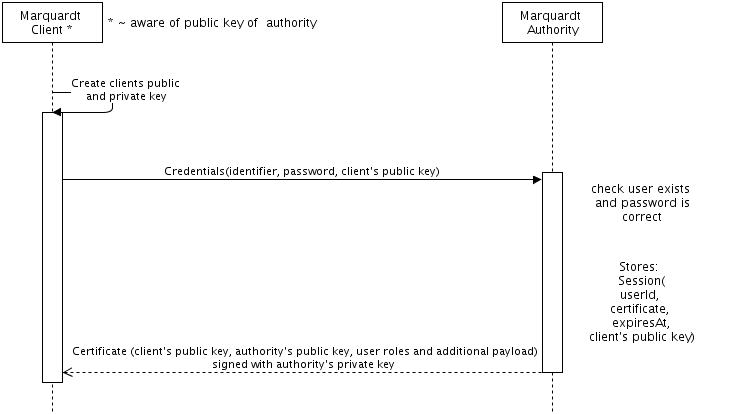 Marquardt
Client *
* ~ aware of public key of authority
Marquardt
Authority
Create clients public
and private key
Credentials(identifier, password, client's public key)
check user exists
and password is
correct
Stores:
Session(
userId,
certificate,
expiresAt,
client's public key)
Certificate (client's public key, authority's public key, user roles and additional payload)
signed with authority's private key